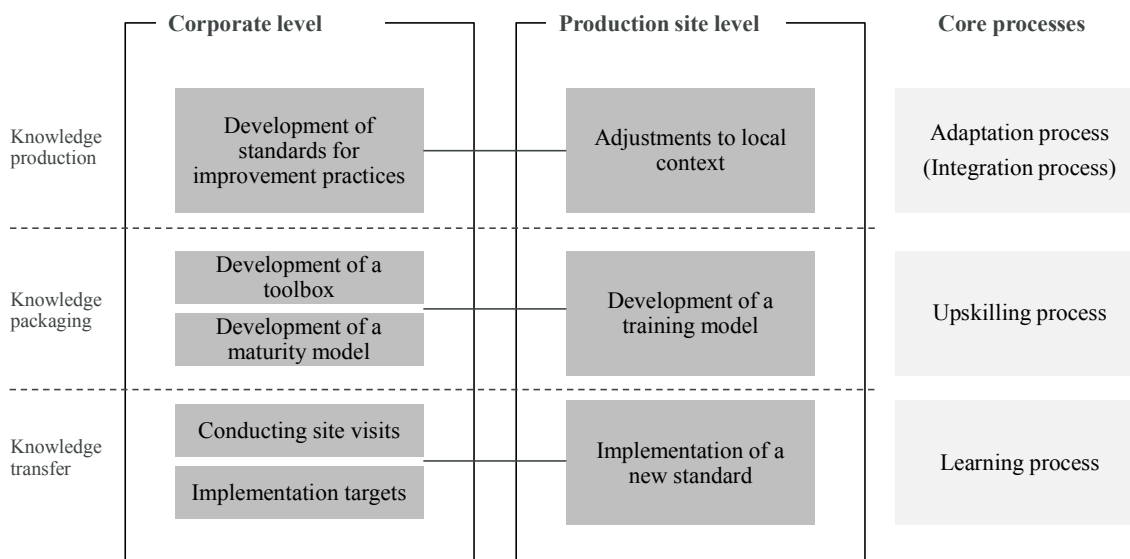 Corporate level
Production site level
Core processes
Knowledge
production
Development of
standards for
improvement practices
Adjustments to local
context
Adaptation process
(Integration process)
Knowledge
packaging
Development of a
toolbox
Development of a
maturity model
Development of a
training model
Upskilling process
Knowledge
transfer
Conducting site visits
Implementation targets
Implementation of a
new standard
Learning process